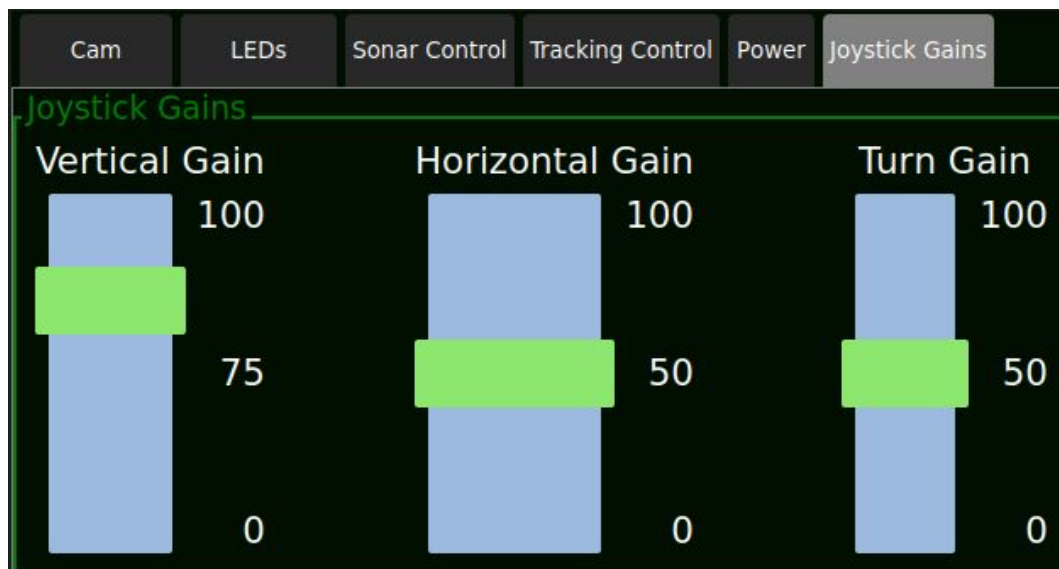 Cam LEDs Sonar Control Tracking Control Power Joystick Gains
Joystick Gains
Vertical Gain Horizontal Gain Turn Gain
100 100 100
75 50 50
0 0 0